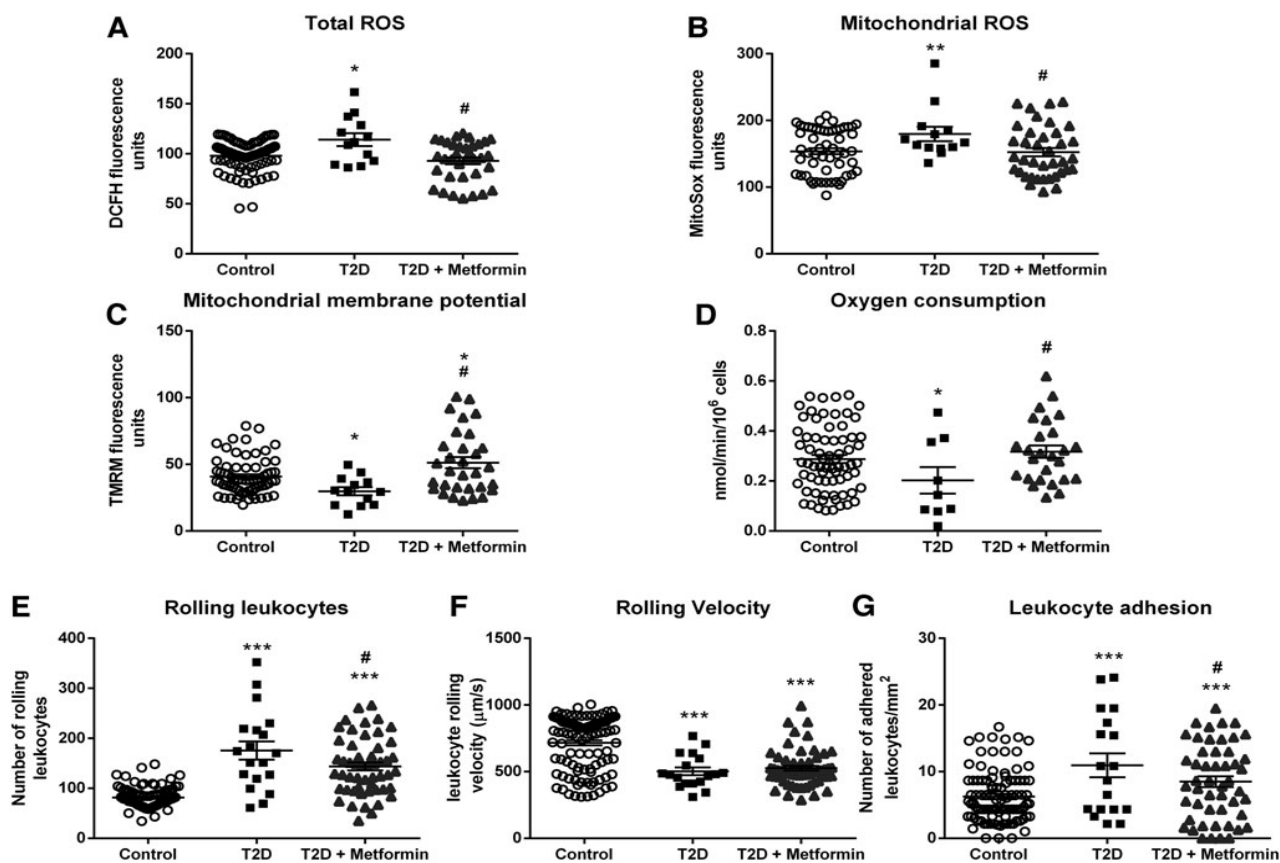 A
Total ROS
DCFH fluorescence
units
200
150
100
50
0
*
#
Control
T2D
T2D + Metformin
B
Mitochondrial ROS
MitoSox fluorescence
units
300
200
100
0
**
#
Control
T2D
T2D + Metformin
C
Mitochondrial membrane potential
TMRM fluorescence
units
150
100
50
0
*
*
#
Control
T2D
T2D + Metformin
D
Oxygen consumption
nmol/min/10⁶ cells
0.8
0.6
0.4
0.2
0.0
*
#
Control
T2D
T2D + Metformin
E
Rolling leukocytes
Number of rolling
leukocytes
400
300
200
100
0
***
#
***
Control
T2D
T2D + Metformin
F
Rolling Velocity
leukocyte rolling
velocity (μm/s)
1500
1000
500
0
***
***
Control
T2D
T2D + Metformin
G
Leukocyte adhesion
Number of adhered
leukocytes/mm²
30
20
10
0
***
#
***
Control
T2D
T2D + Metformin